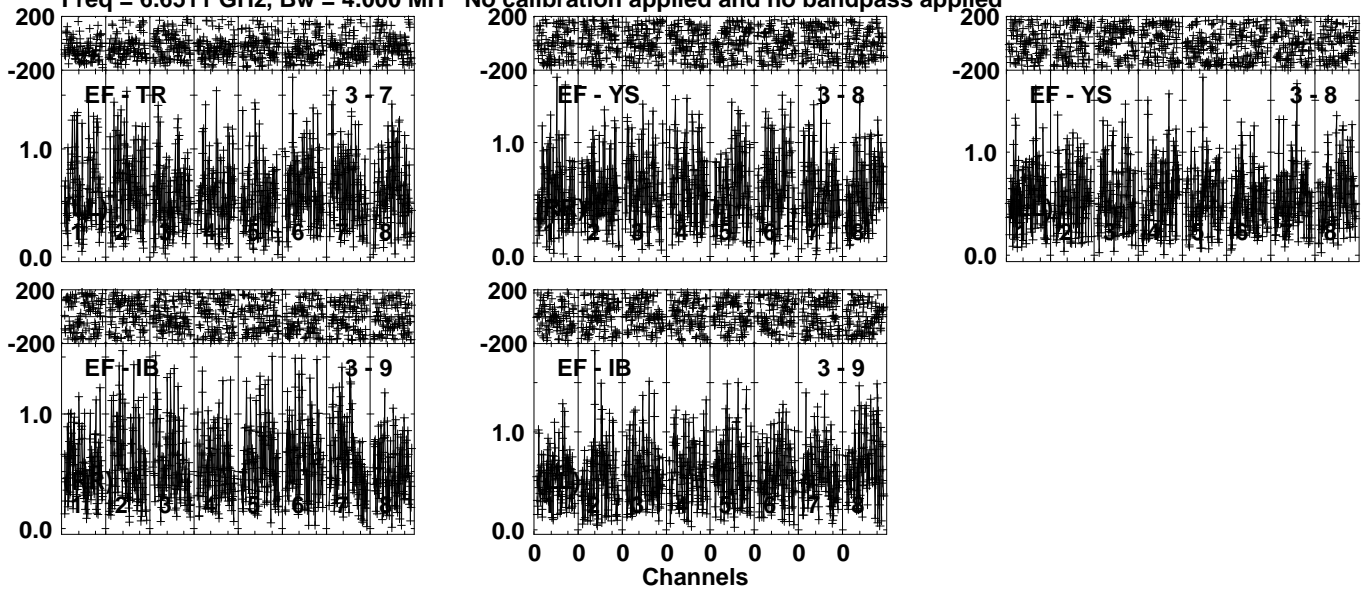 Freq = 6.6511 GHz, Bw = 4.000 MH No calibration applied and no bandpass applied
200 200 200
-200 -200 -200
EF - TR 3 - 7 EF - YS 3 - 8 EF - YS 3 - 8
1.0 1.0 1.0
1 2 3 4 5 6 8 1 2 3 4 5 6 7 8 1 2 3 4 5 6 7 8
0.0 0.0 0.0
200 200
-200 -200
EF - IB 3 - 9 EF - IB 3 - 9
1.0 1.0
1 2 3 4 5 6 7 8 1 2 3 4 5 6 7 8
0.0 0.0
0 0 0 0 0 0 0 0
Channels